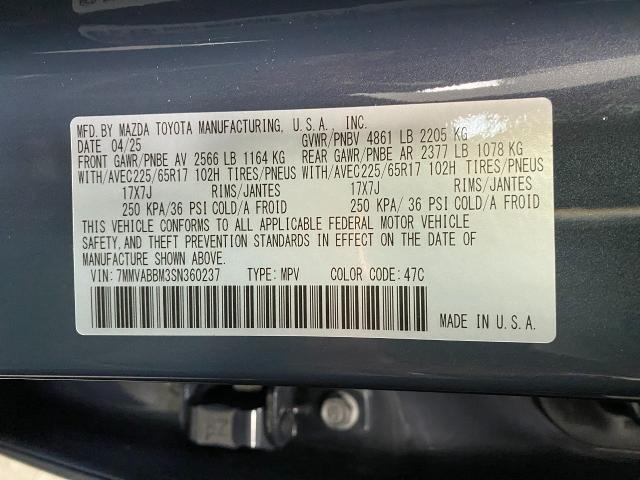 MFD. BY MAZDA TOYOTA MANUFACTURING, U.S.A., INC.
DATE 04/25 GVWR/PNBV 4861 LB 2205 KG
FRONT GAWR/PNBE AV 2566 LB 1164 KG REAR GAWR/PNBE AR 2377 LB 1078 KG
WITH/AVEC225/65R17 102H TIRES/PNEUS WITH/AVEC225/65R17 102H TIRES/PNEUS
17X7J RIMS/JANTES 17X7J RIMS/JANTES
250 KPA/36 PSI COLD/A FROID 250 KPA/36 PSI COLD/A FROID
THIS VEHICLE CONFORMS TO ALL APPLICABLE FEDERAL MOTOR VEHICLE
SAFETY, AND THEFT PREVENTION STANDARDS IN EFFECT ON THE DATE OF
MANUFACTURE SHOWN ABOVE.
VIN: 7MMVABBM3SN360237 TYPE: MPV COLOR CODE: 47C
MADE IN U.S.A.